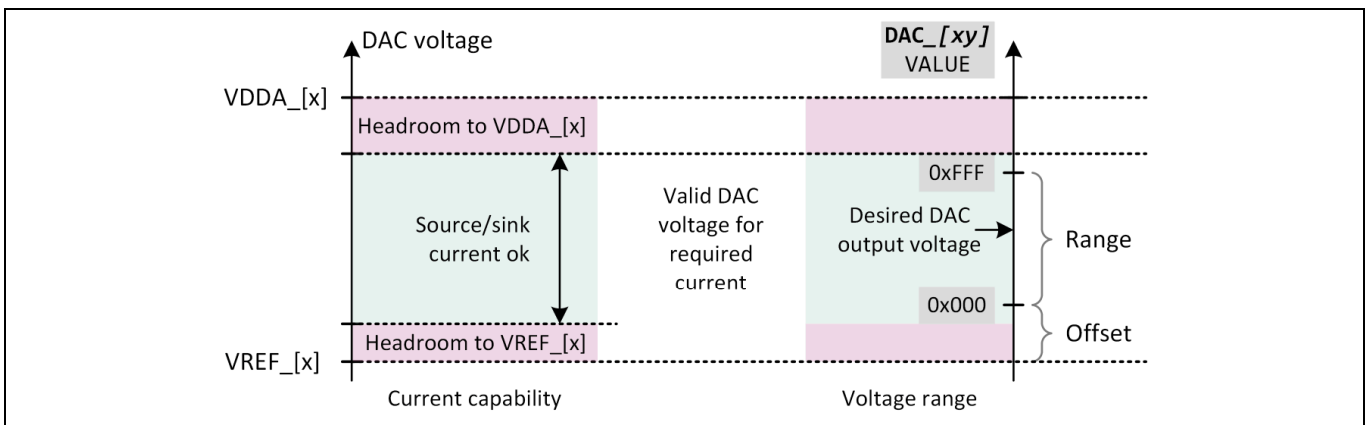 DAC voltage
DAC_[xy]
VALUE
VDDA_[x]
Headroom to VDDA_[x]
0xFFF
Valid DAC
voltage for
required
current
Source/sink
current ok
Desired DAC
output voltage
Range
0x000
Offset
Headroom to VREF_[x]
VREF_[x]
Current capability
Voltage range